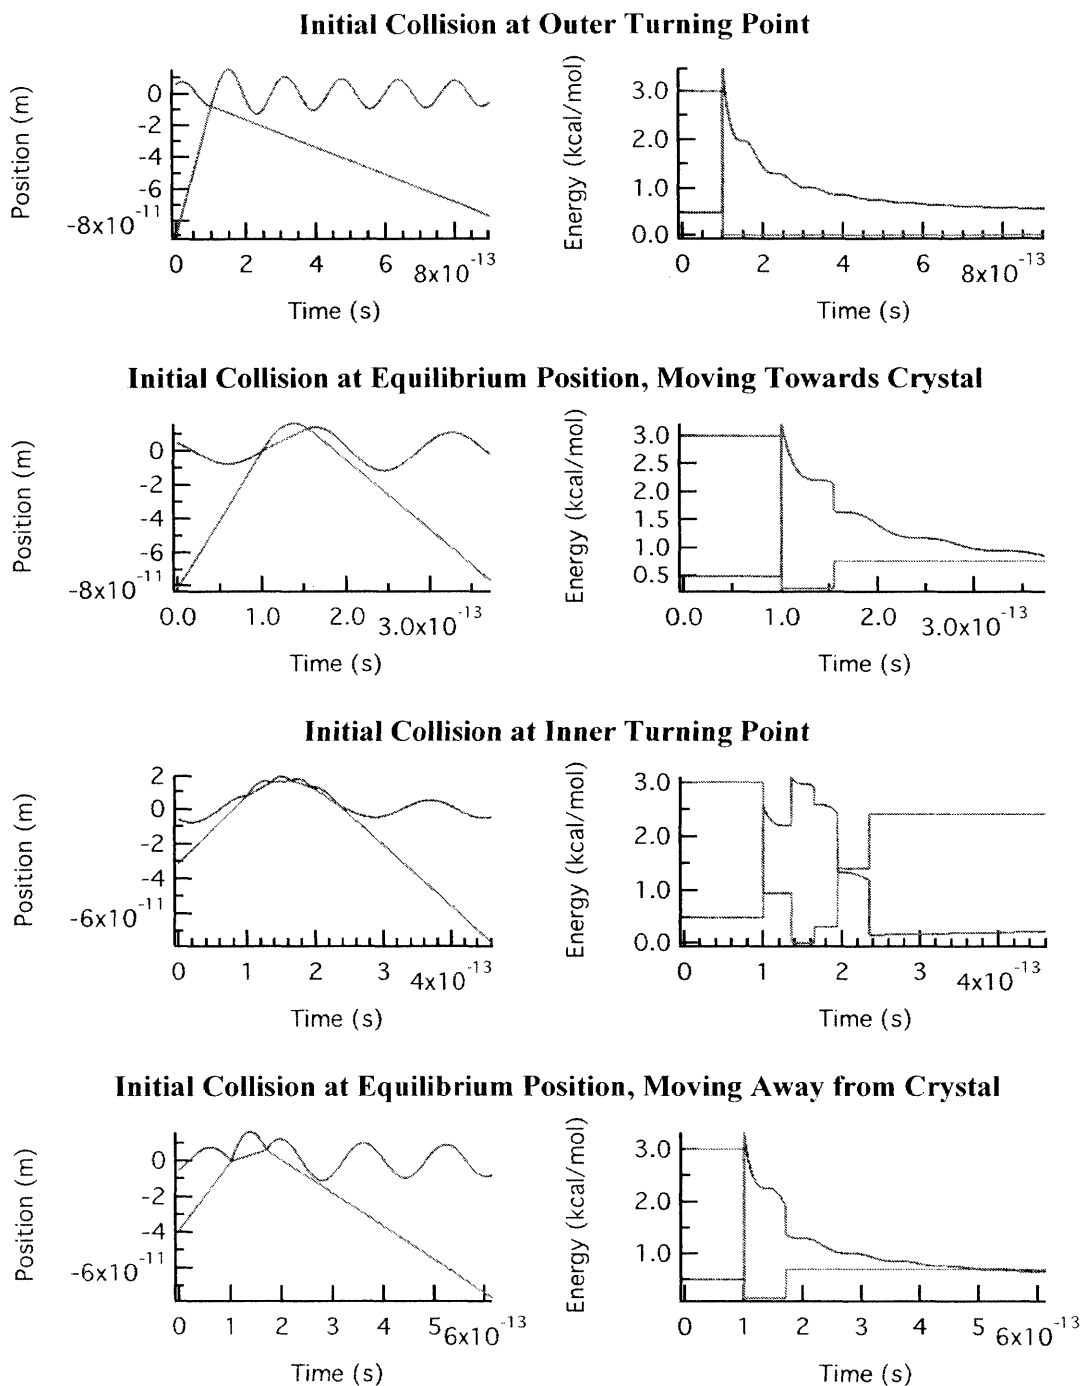 Initial Collision at Outer Turning Point
Position (m)
0
-2
-4
-6
-8x10^-11
0 2 4 6 8x10^-13
Time (s)
Energy (kcal/mol)
3.0
2.0
1.0
0.0
0 2 4 6 8x10^-13
Time (s)
Initial Collision at Equilibrium Position, Moving Towards Crystal
Position (m)
0
-2
-4
-6
-8x10^-11
0.0 1.0 2.0 3.0x10^-13
Time (s)
Energy (kcal/mol)
3.0
2.5
2.0
1.5
1.0
0.5
0.0 1.0 2.0 3.0x10^-13
Time (s)
Initial Collision at Inner Turning Point
Position (m)
2
0
-2
-4
-6x10^-11
0 1 2 3 4x10^-13
Time (s)
Energy (kcal/mol)
3.0
2.0
1.0
0.0
0 1 2 4x10^-13
Time (s)
Initial Collision at Equilibrium Position, Moving Away from Crystal
Position (m)
0
-2
-4
-6x10^-11
0 1 2 3 4 5 6x10^-13
Time (s)
Energy (kcal/mol)
3.0
2.0
1.0
0 1 2 3 4 6x10^-13
Time (s)